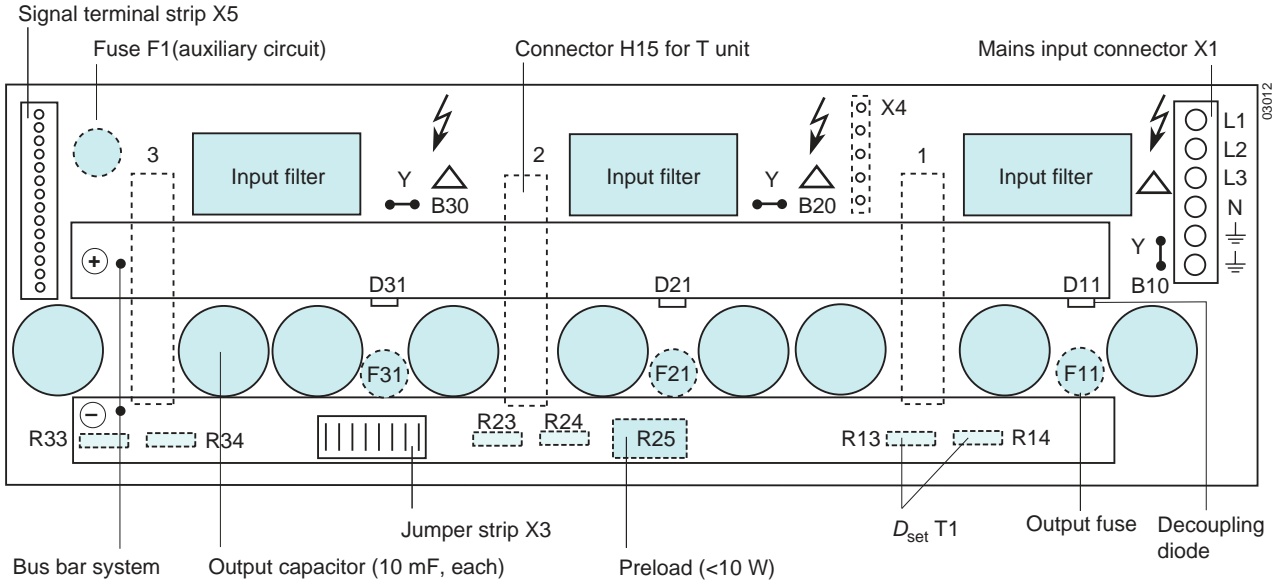 Signal terminal strip X5
Fuse F1(auxiliary circuit)
Connector H15 for T unit
Mains input connector X1
03012
X4
L1
3
2
1
L2
Input filter
Input filter
Input filter
L3
Y
B30
Y
B20
N
Y
+
D31
D21
D11
B10
F31
F21
F11
−
R33
R34
R23
R24
R25
R13
R14
Jumper strip X3
Dset T1
Output fuse
Decoupling
diode
Bus bar system
Output capacitor (10 mF, each)
Preload (<10 W)